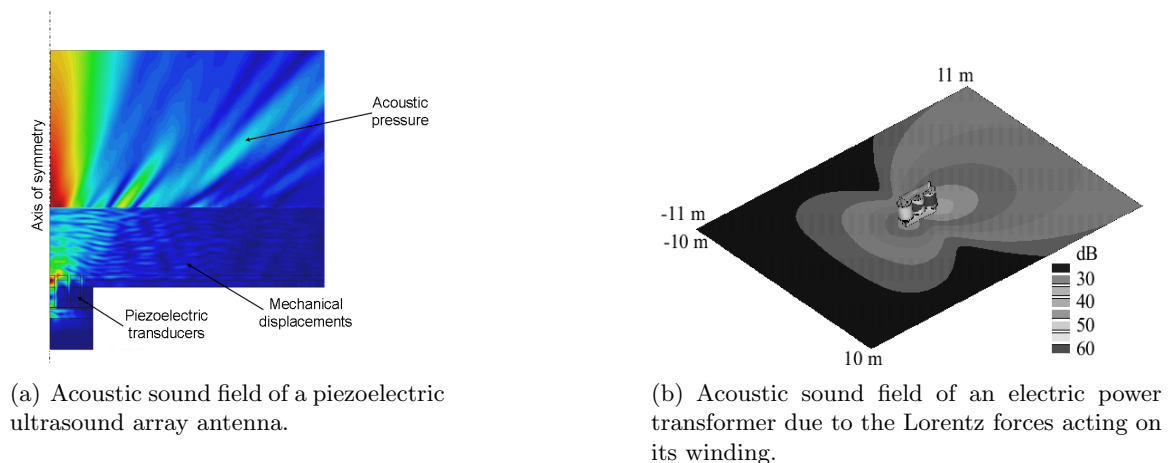 Axis of symmetry
Acoustic
pressure
Piezoelectric
transducers
Mechanical
displacements
(a) Acoustic sound field of a piezoelectric
ultrasound array antenna.
11 m
-11 m
-10 m
10 m
dB
30
40
50
60
(b) Acoustic sound field of an electric power
transformer due to the Lorentz forces acting on
its winding.